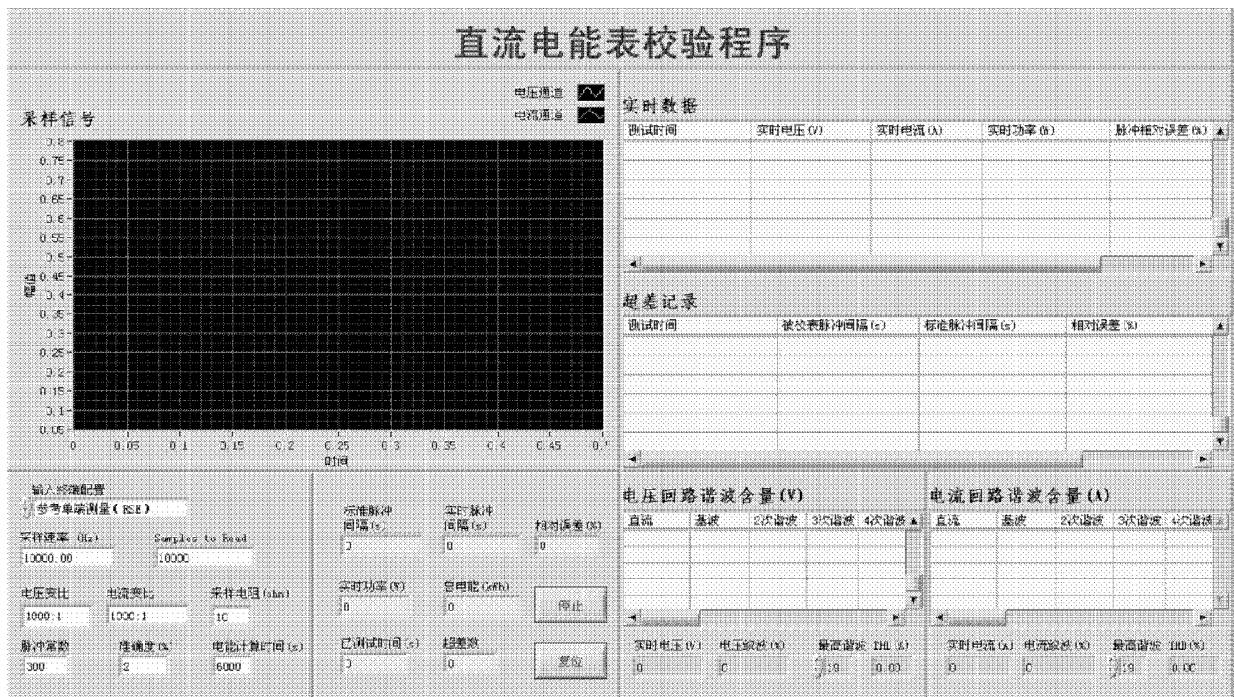 直流电能表校验程序
采样信号
电压通道
电流通道
0.8
0.75
0.7
0.65
0.6
0.55
0.5
0.45
0.4
0.35
0.3
0.25
0.2
0.15
0.1
0.05
幅值
0 0.05 0.1 0.15 0.2 0.25 0.3 0.35 0.4 0.45 0.
时间
实时数据
测试时间 实时电压(V) 实时电流(A) 实时功率(W) 脉冲相对误差(%)
超差记录
测试时间 被校表脉冲间隔(s) 标准脉冲间隔(s) 相对误差(%)
输入终端配置
参考单端测量(RSE)
采样速率 (Hz) Samples to Read
10000.00 10000
电压变比 电流变比 采样电阻(ohm)
1000:1 1000:1 10
脉冲常数 准确度(%) 电能计算时间(s)
300 2 6000
标准脉冲间隔(s) 实时脉冲间隔(s) 相对误差(%)
0 0 0
实时功率(W) 总电能(kWh)
0 0 停止
已测试时间(s) 超差数
0 0 复位
电压回路谐波含量(V)
直流 基波 2次谐波 3次谐波 4次谐波
实时电压(V) 电压纹波(%) 最高谐波 THD(%)
0 0 19 0.00
电流回路谐波含量(A)
直流 基波 2次谐波 3次谐波 4次谐波
实时电流(A) 电流纹波(%) 最高谐波 THD(%)
0 0 19 0.00